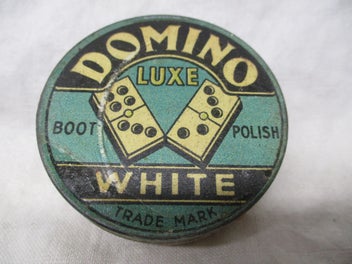 DOMINO
LUXE
BOOT POLISH
WHITE
TRADE MARK